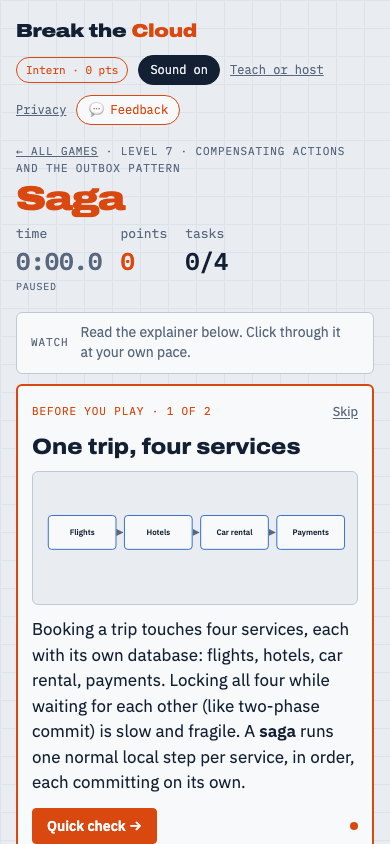 Break the Cloud
Intern · 0 pts
Sound on
Teach or host
Privacy
💬 Feedback
← ALL GAMES · LEVEL 7 · COMPENSATING ACTIONS
AND THE OUTBOX PATTERN
Saga
time points tasks
0:00.0 0 0/4
PAUSED
WATCH
Read the explainer below. Click through it
at your own pace.
BEFORE YOU PLAY · 1 OF 2
Skip
One trip, four services
Flights
Hotels
Car rental
Payments
Booking a trip touches four services, each
with its own database: flights, hotels, car
rental, payments. Locking all four while
waiting for each other (like two-phase
commit) is slow and fragile. A saga runs
one normal local step per service, in order,
each committing on its own.
Quick check →